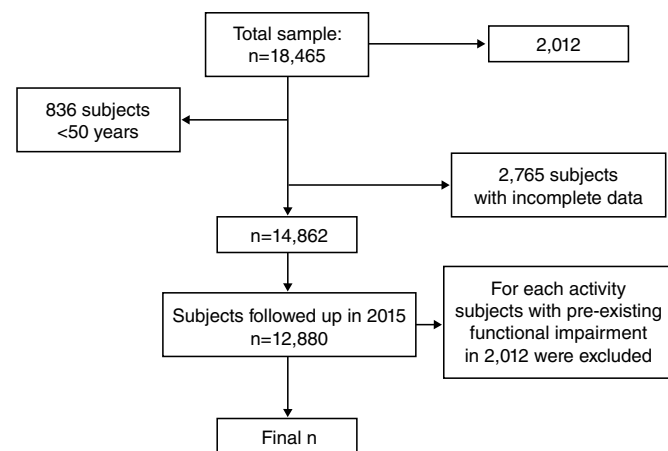 Total sample:
n=18,465
2,012
836 subjects
<50 years
2,765 subjects
with incomplete data
n=14,862
Subjects followed up in 2015
n=12,880
For each activity
subjects with pre-existing
functional impairment
in 2,012 were excluded
Final n